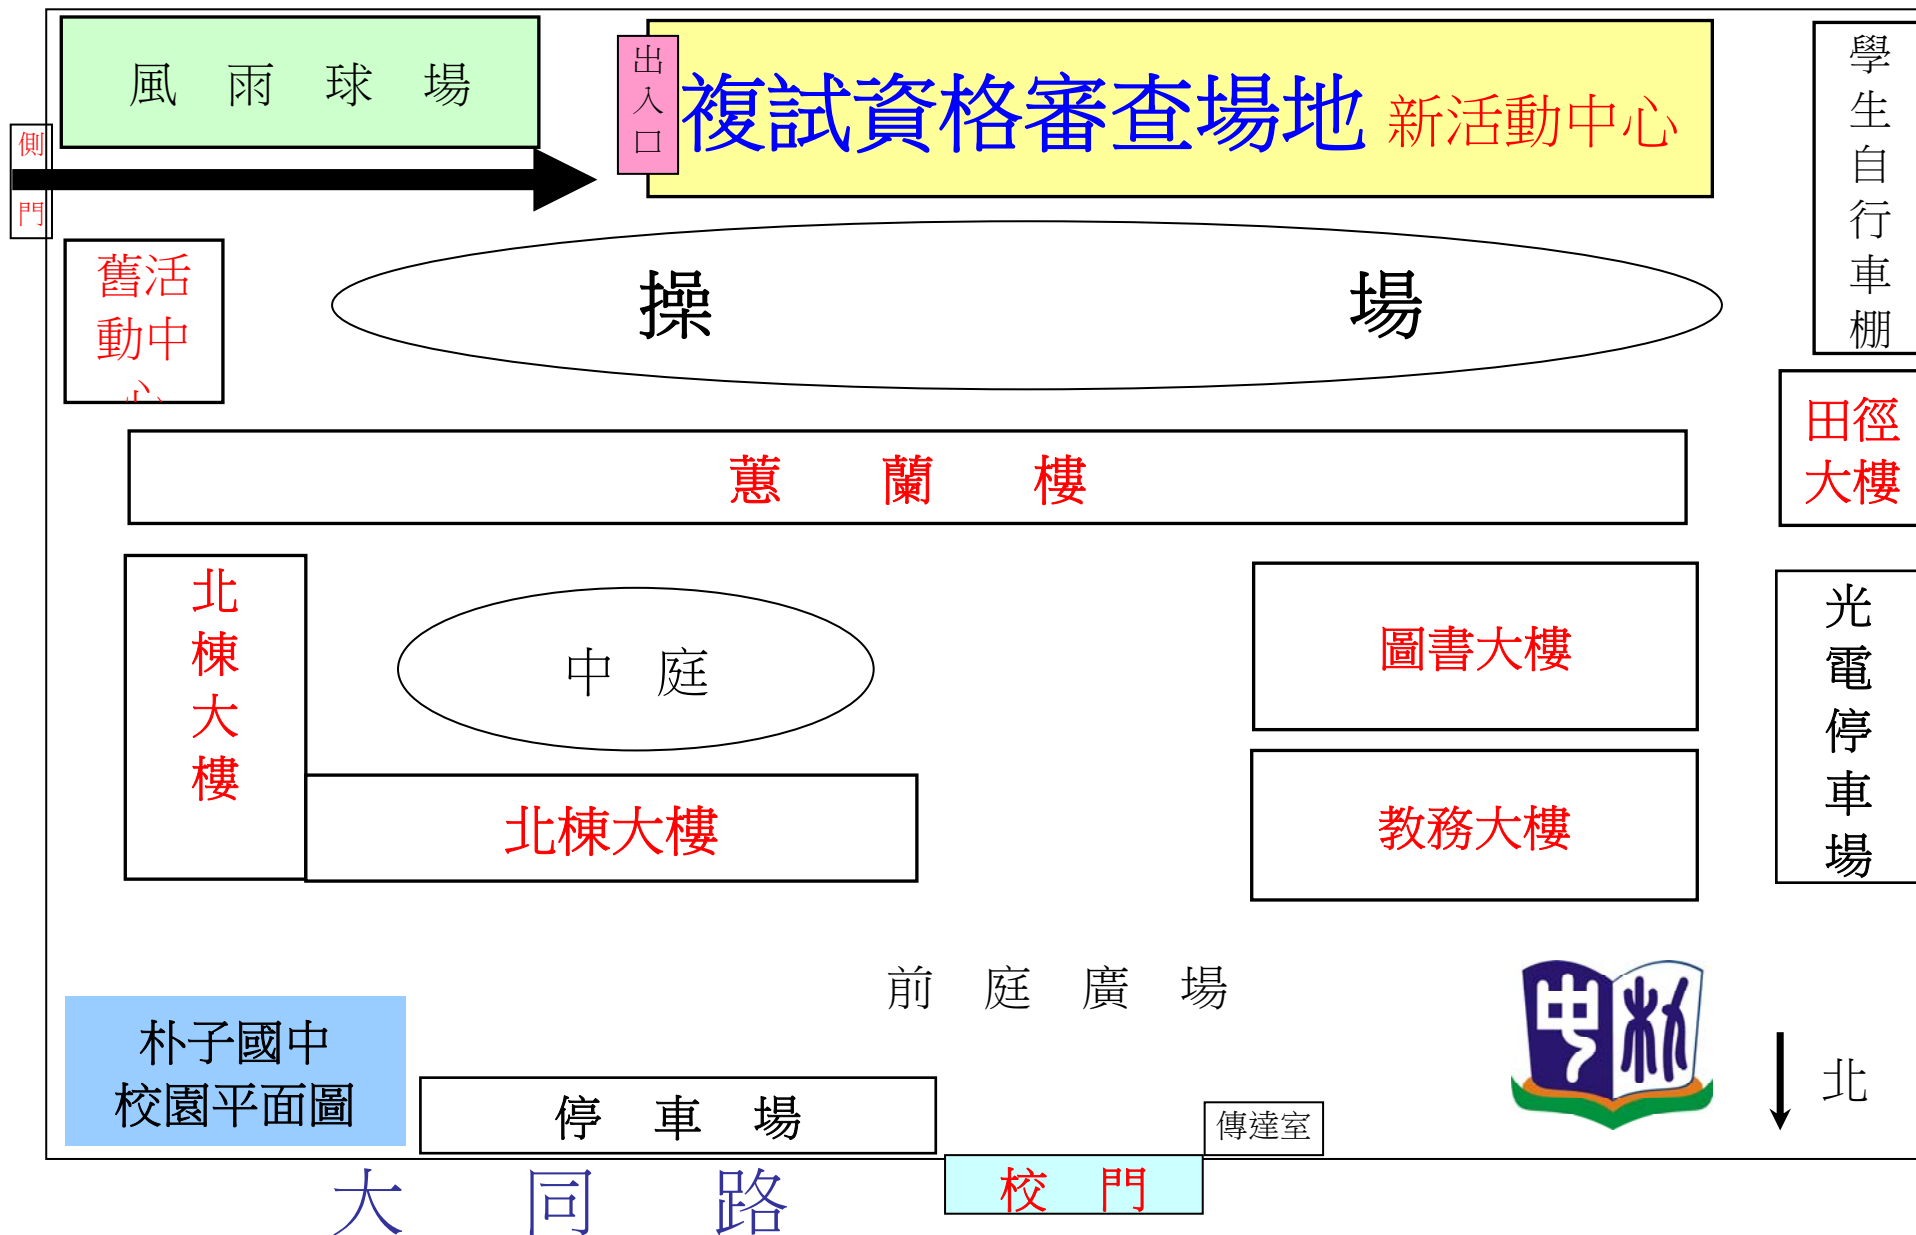 風雨球場
出入口
複試資格審查場地 新活動中心
學生自行車棚
側門
舊活動中心
操場
田徑大樓
蕙蘭樓
北棟大樓
中庭
圖書大樓
光電停車場
北棟大樓
教務大樓
前庭廣場
朴子國中
校園平面圖
停車場
傳達室
北
校門
大同路